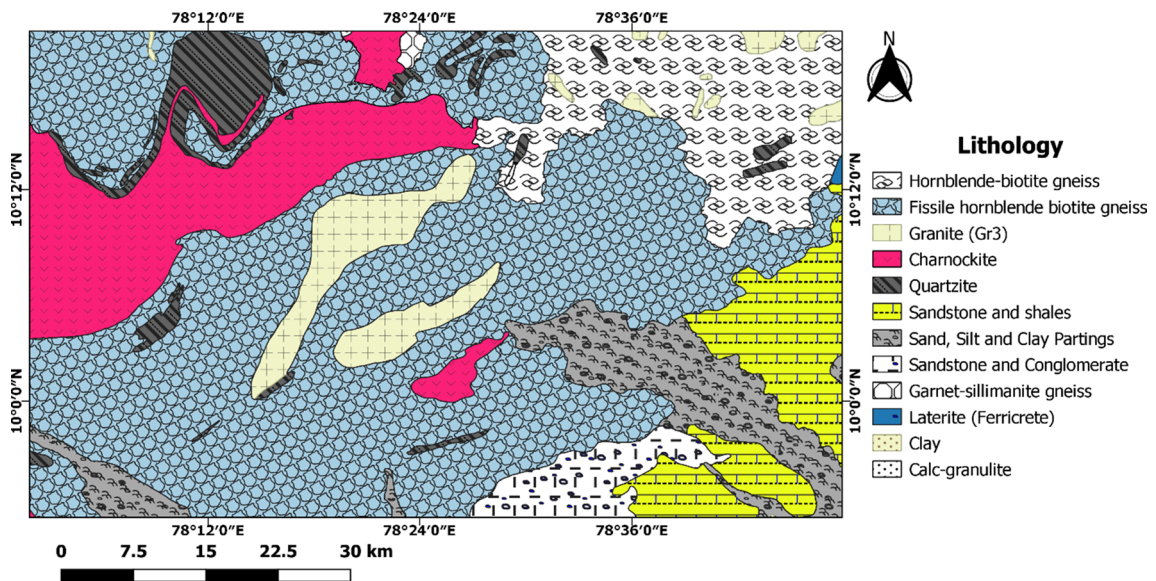 78°12′0″E 78°24′0″E 78°36′0″E
N
10°12′0″N
10°12′0″N
10°0′0″N
10°0′0″N
78°12′0″E 78°24′0″E 78°36′0″E
0 7.5 15 22.5 30 km
Lithology
Hornblende-biotite gneiss
Fissile hornblende biotite gneiss
Granite (Gr3)
Charnockite
Quartzite
Sandstone and shales
Sand, Silt and Clay Partings
Sandstone and Conglomerate
Garnet-sillimanite gneiss
Laterite (Ferricrete)
Clay
Calc-granulite